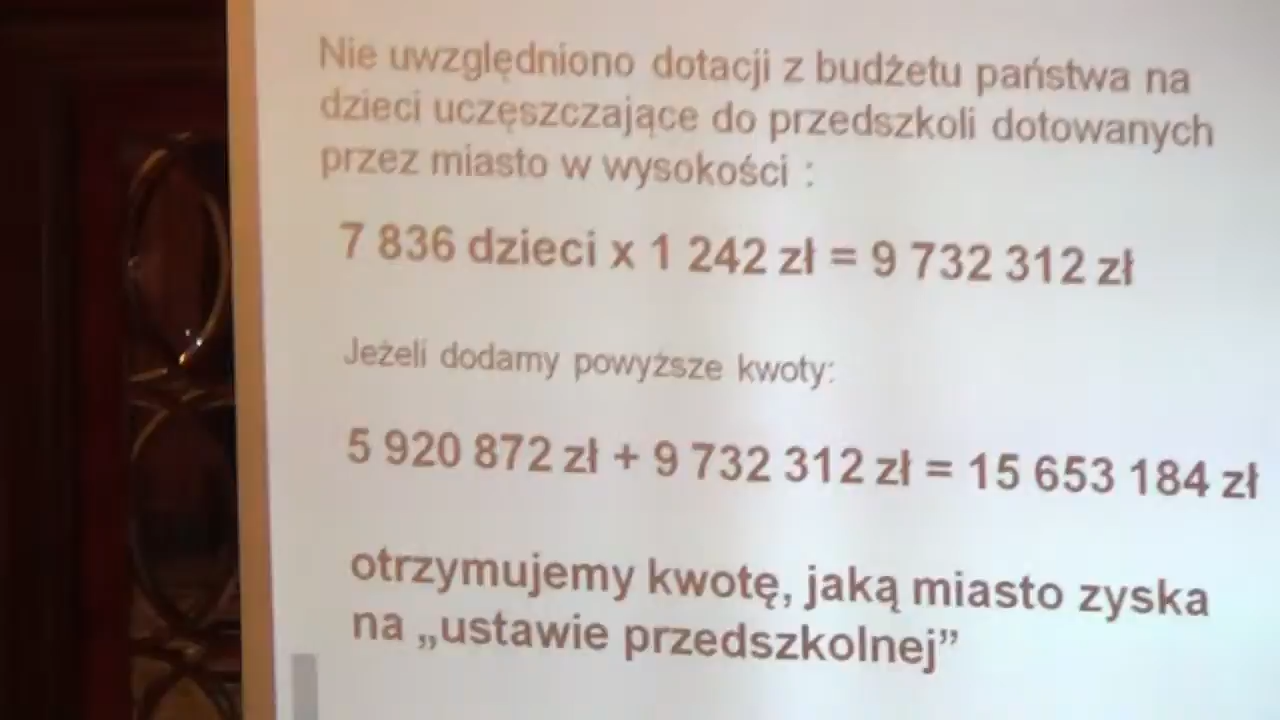 Nie uwzględniono dotacji z budżetu państwa na
dzieci uczęszczające do przedszkoli dotowanych
przez miasto w wysokości :
7 836 dzieci x 1 242 zł = 9 732 312 zł
Jeżeli dodamy powyższe kwoty:
5 920 872 zł + 9 732 312 zł = 15 653 184 zł
otrzymujemy kwotę, jaką miasto zyska
na „ustawie przedszkolnej”